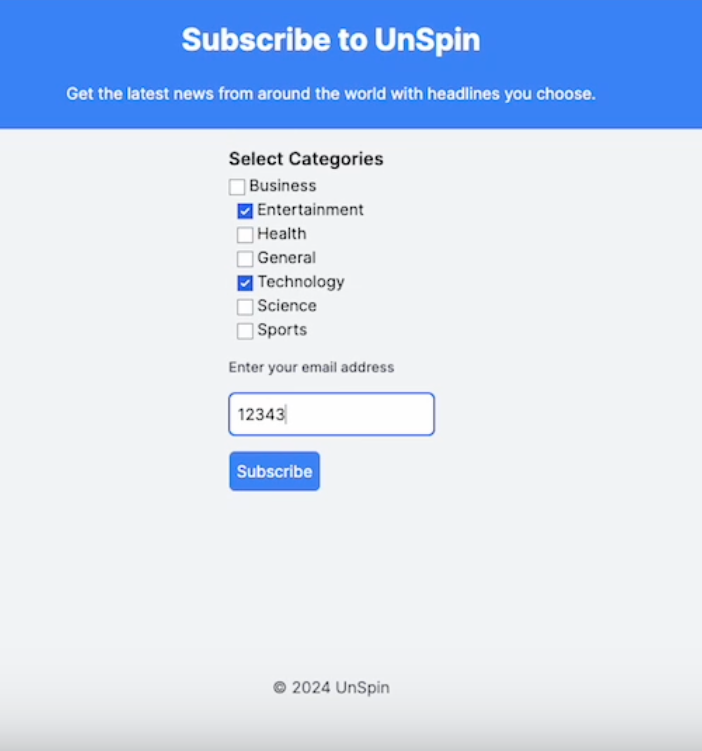 Subscribe to UnSpin
Get the latest news from around the world with headlines you choose.
Select Categories
Business
Entertainment
Health
General
Technology
Science
Sports
Enter your email address
12343
Subscribe
© 2024 UnSpin